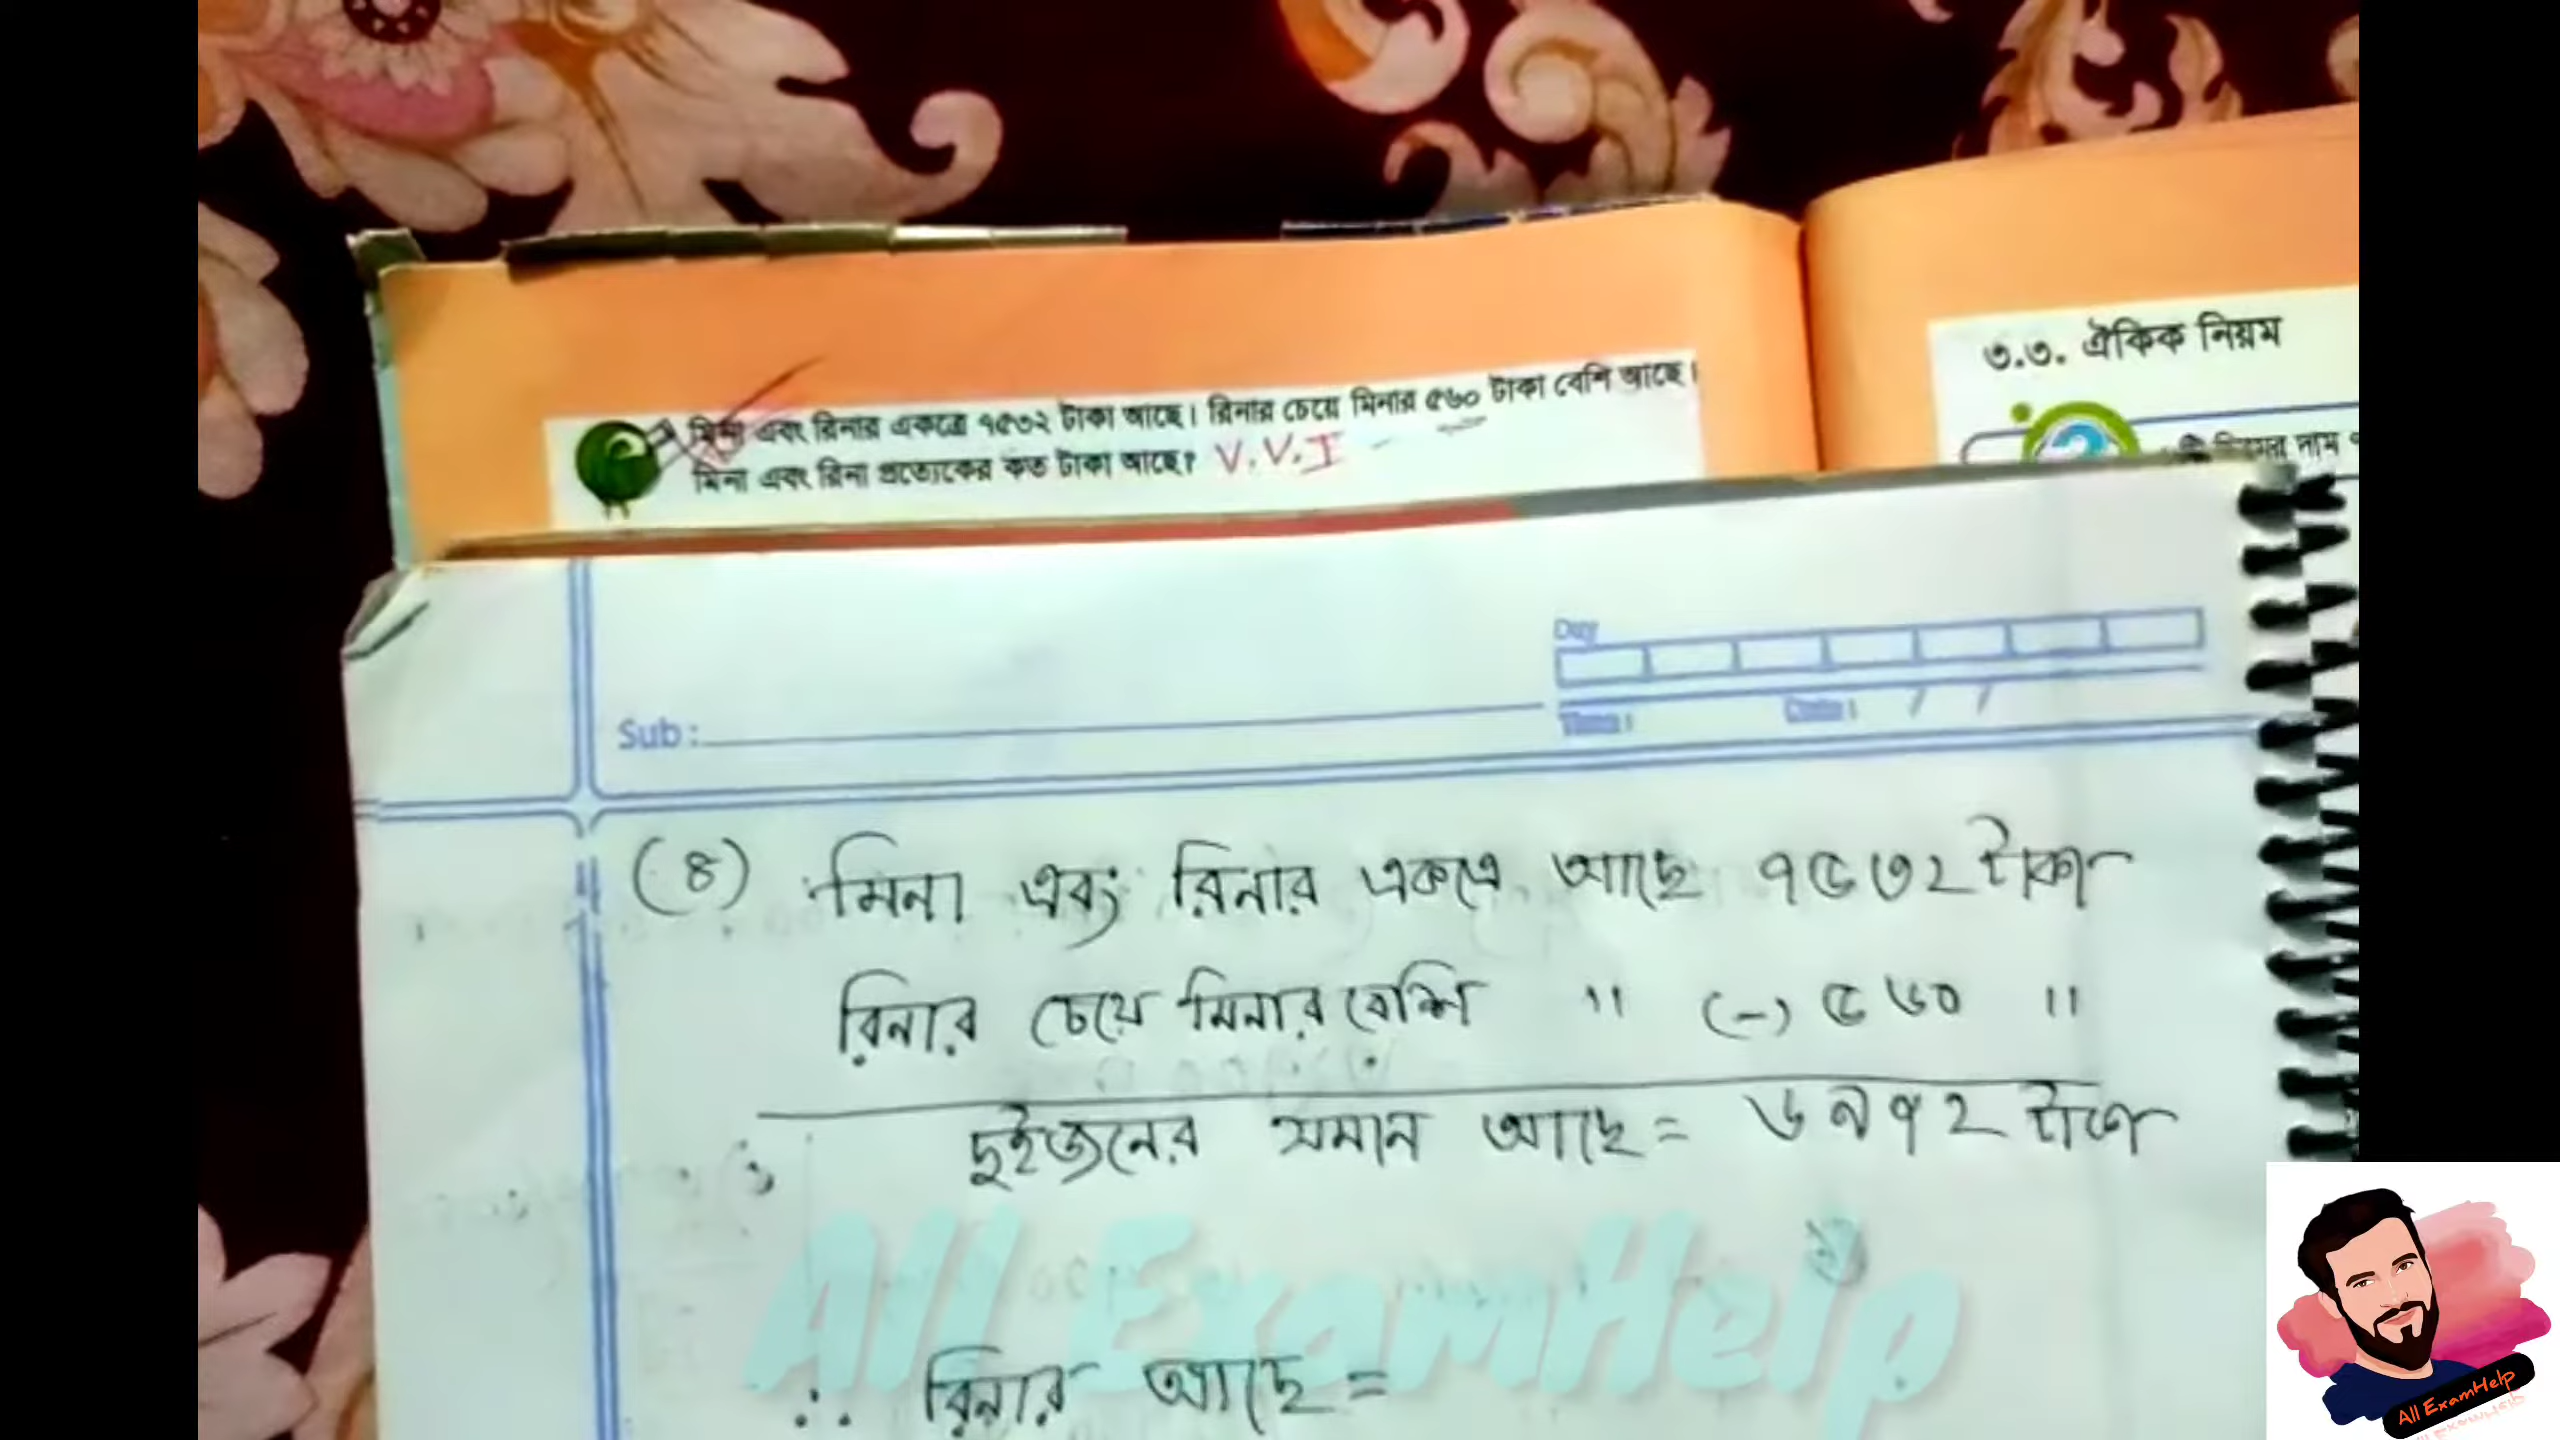 মিনা এবং রিনার একত্রে ৭৫৩২ টাকা আছে। রিনার চেয়ে মিনার ৫৬০ টাকা বেশি আছে।
মিনা এবং রিনা প্রত্যেকের কত টাকা আছে? V.V.I
৩.৩. ঐকিক নিয়ম
দাম
Day
Sub :
Time : Date : / /
(৪) মিনা এবং রিনার একত্রে আছে ৭৫৩২ টাকা
রিনার চেয়ে মিনার বেশি " (-) ৫৬০ "
দুইজনের সমান আছে = ৬৯৭২ টাকা
All ExamHelp
∴ রিনার আছে =
All ExamHelp